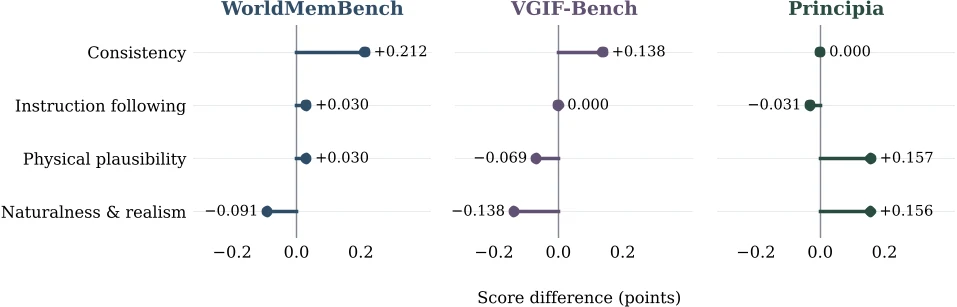 WorldMemBench VGIF-Bench Principia
Consistency +0.212 +0.138 0.000
Instruction following +0.030 0.000 −0.031
Physical plausibility +0.030 −0.069 +0.157
Naturalness & realism −0.091 −0.138 +0.156
−0.2 0.0 0.2 −0.2 0.0 0.2 −0.2 0.0 0.2
Score difference (points)